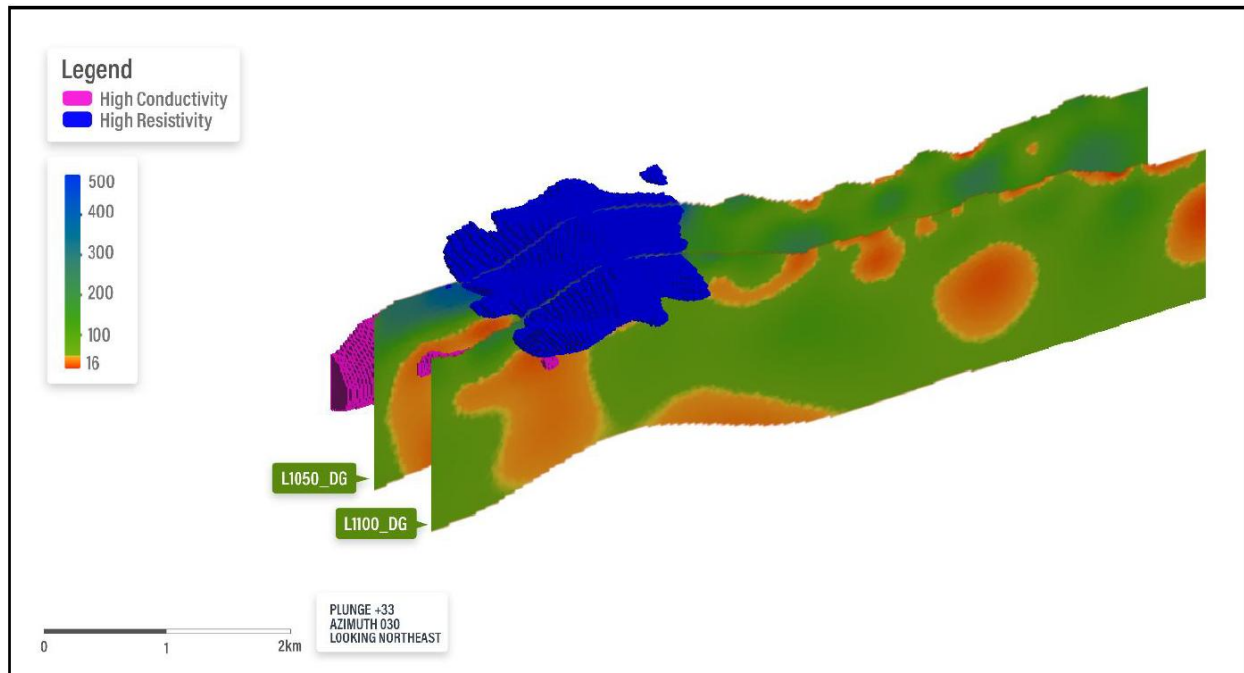 Legend
High Conductivity
High Resistivity
500
400
300
200
100
16
L1050_DG
L1100_DG
PLUNGE +33
AZIMUTH 030
LOOKING NORTHEAST
0 1 2km